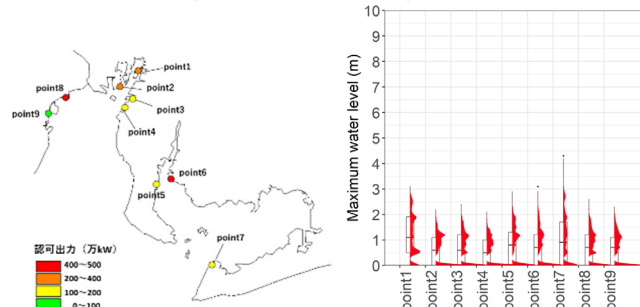 point1
point2
point3
point4
point5
point6
point7
point8
point9
認可出力（万kW）
400～500
200～400
100～200
0～100
Maximum water level (m)
10
9
8
7
6
5
4
3
2
1
0
point1
point2
point3
point4
point5
point6
point7
point8
point9